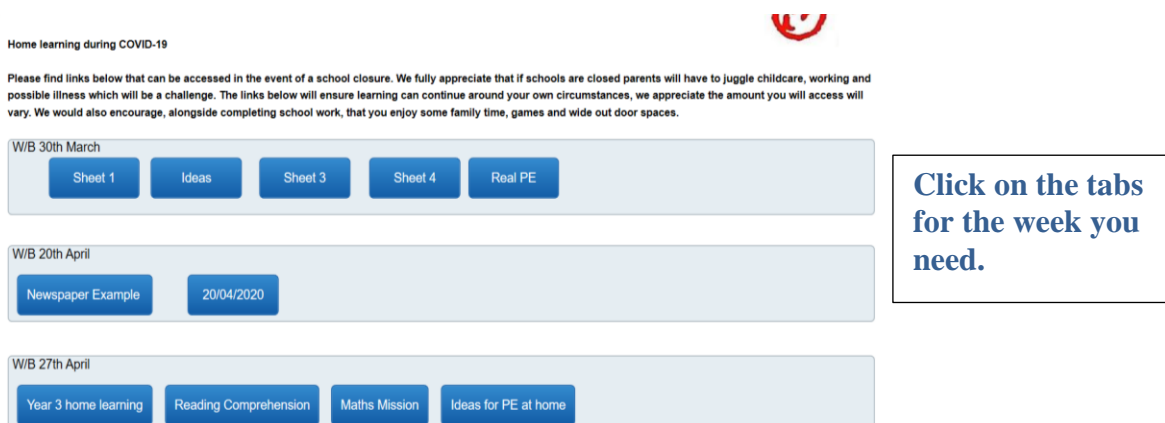 Home learning during COVID-19
Please find links below that can be accessed in the event of a school closure. We fully appreciate that if schools are closed parents will have to juggle childcare, working and
possible illness which will be a challenge. The links below will ensure learning can continue around your own circumstances, we appreciate the amount you will access will
vary. We would also encourage, alongside completing school work, that you enjoy some family time, games and wide out door spaces.
W/B 30th March
Sheet 1 Ideas Sheet 3 Sheet 4 Real PE
Click on the tabs
for the week you
need.
W/B 20th April
Newspaper Example 20/04/2020
W/B 27th April
Year 3 home learning Reading Comprehension Maths Mission Ideas for PE at home